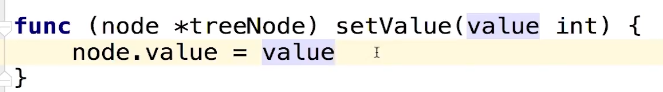 func (node *treeNode) setValue(value int) {
    node.value = value
}